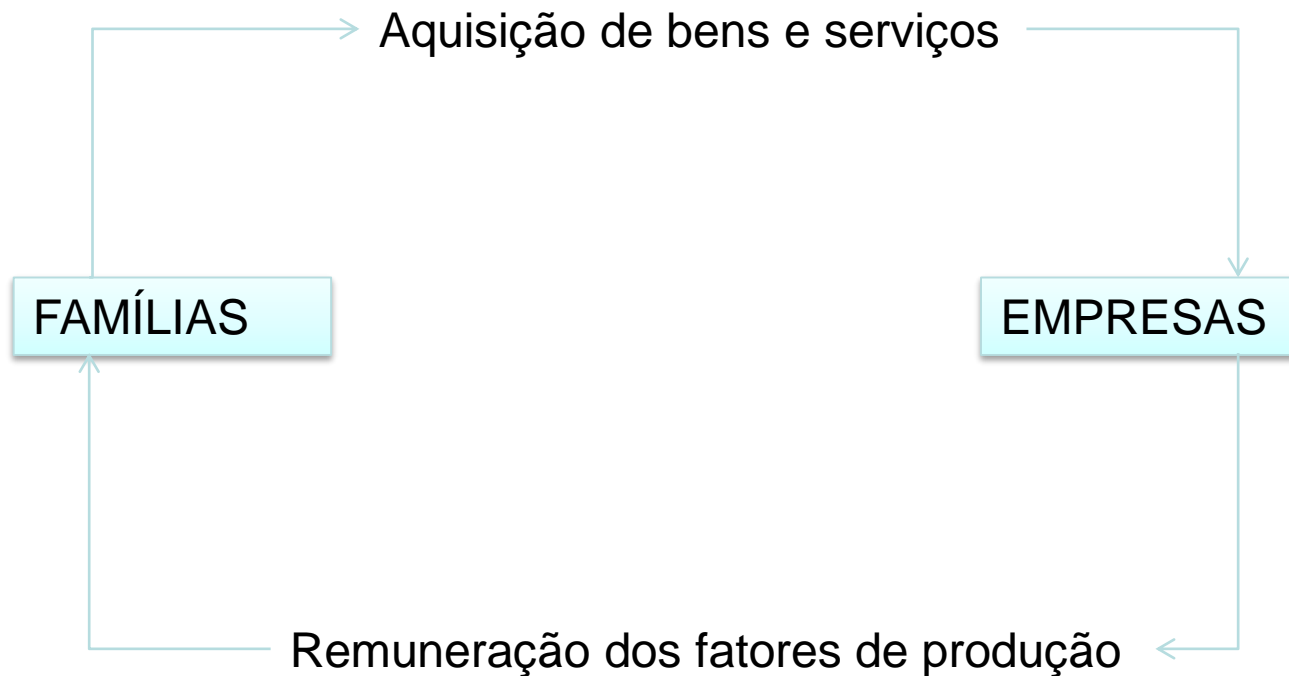 Aquisição de bens e serviços
FAMÍLIAS
EMPRESAS
Remuneração dos fatores de produção